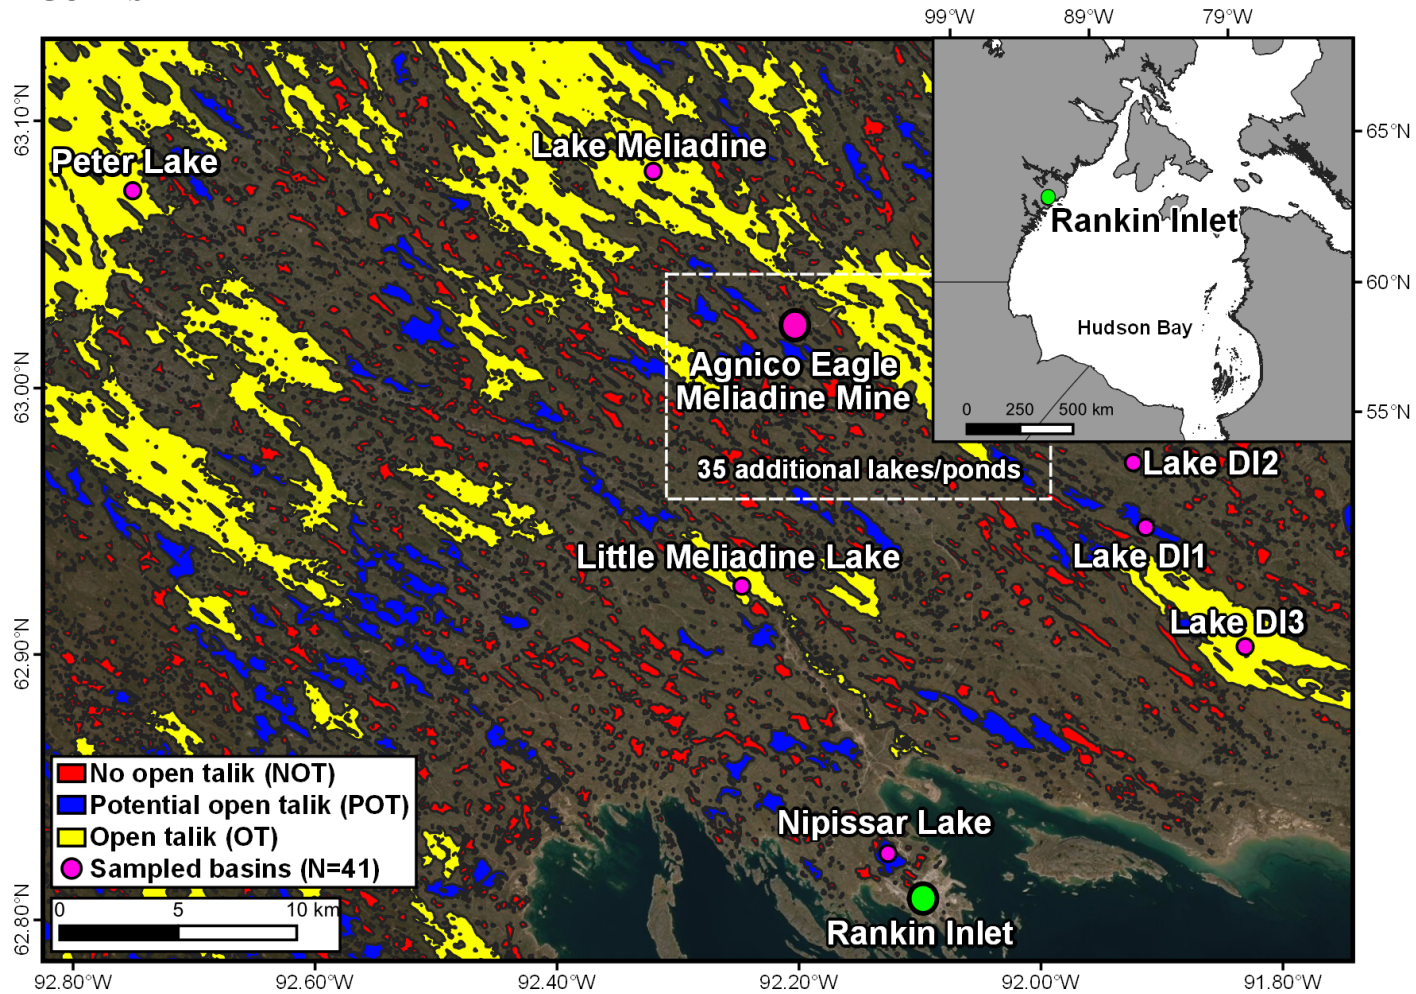 99°W
89°W
79°W
63.10°N
63.00°N
62.90°N
62.80°N
65°N
60°N
55°N
Peter Lake
Lake Meliadine
Rankin Inlet
Hudson Bay
0 250 500 km
Agnico Eagle
Meliadine Mine
35 additional lakes/ponds
Lake DI2
Lake DI1
Little Meliadine Lake
Lake DI3
Nipissar Lake
Rankin Inlet
No open talik (NOT)
Potential open talik (POT)
Open talik (OT)
Sampled basins (N=41)
0 5 10 km
92.80°W
92.60°W
92.40°W
92.20°W
92.00°W
91.80°W